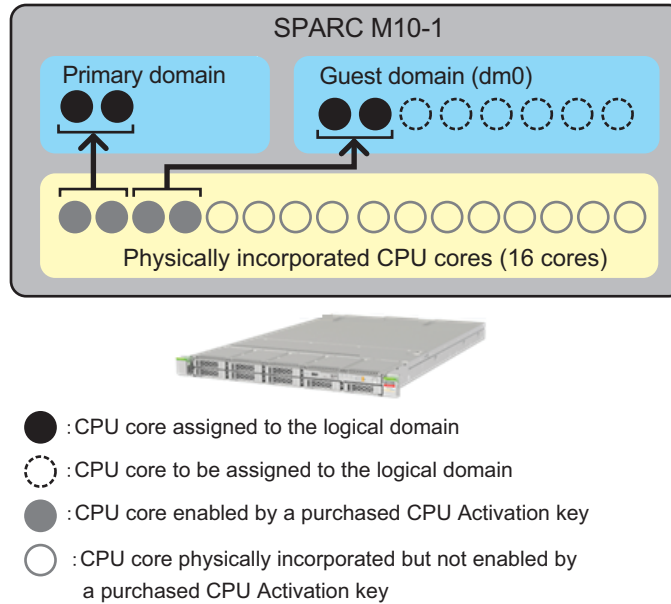 SPARC M10-1
Primary domain
Guest domain (dm0)
Physically incorporated CPU cores (16 cores)
: CPU core assigned to the logical domain
: CPU core to be assigned to the logical domain
: CPU core enabled by a purchased CPU Activation key
: CPU core physically incorporated but not enabled by
a purchased CPU Activation key